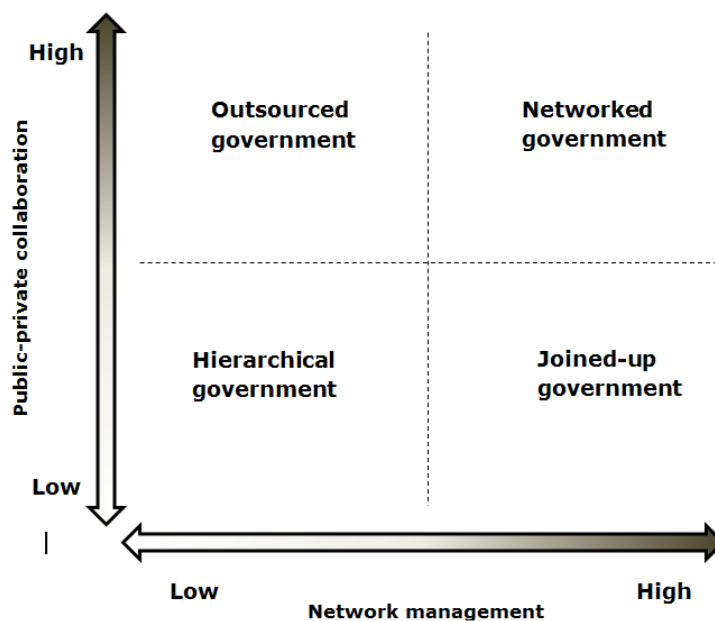 High
Outsourced
government
Networked
government
Public-private collaboration
Hierarchical
government
Joined-up
government
Low
Low
High
Network management